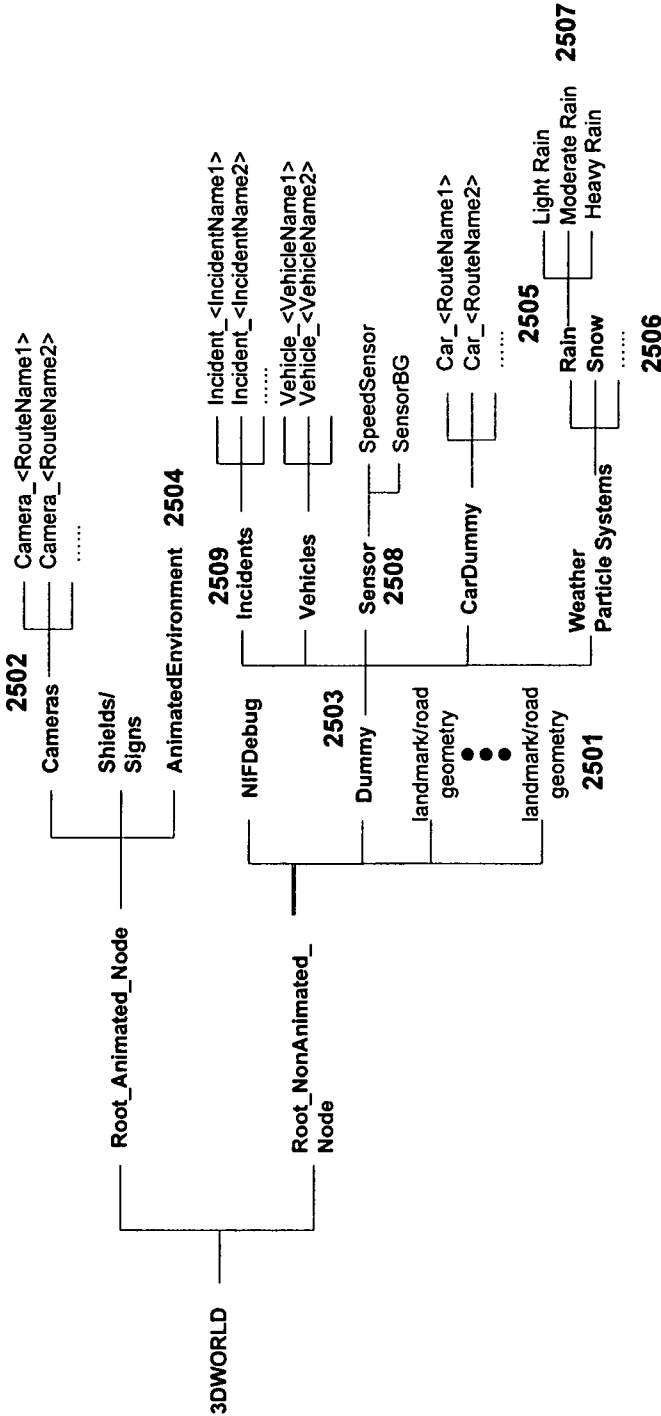 3DWORLD
Root_Animated_Node
2502
Cameras
Camera_<RouteName1>
Camera_<RouteName2>
.......
Shields/
Signs
AnimatedEnvironment 2504
Root_NonAnimated_
Node
NIFDebug
2503
Dummy
landmark/road
geometry
landmark/road
geometry
2501
2509
Incidents
Incident_<IncidentName1>
Incident_<IncidentName2>
......
Vehicles
Vehicle_<VehicleName1>
Vehicle_<VehicleName2>
Sensor
2508
SpeedSensor
SensorBG
CarDummy
Car_<RouteName1>
Car_<RouteName2>
......
Weather
Particle Systems
2505
Rain
Snow
......
2506
Light Rain
Moderate Rain
Heavy Rain
2507